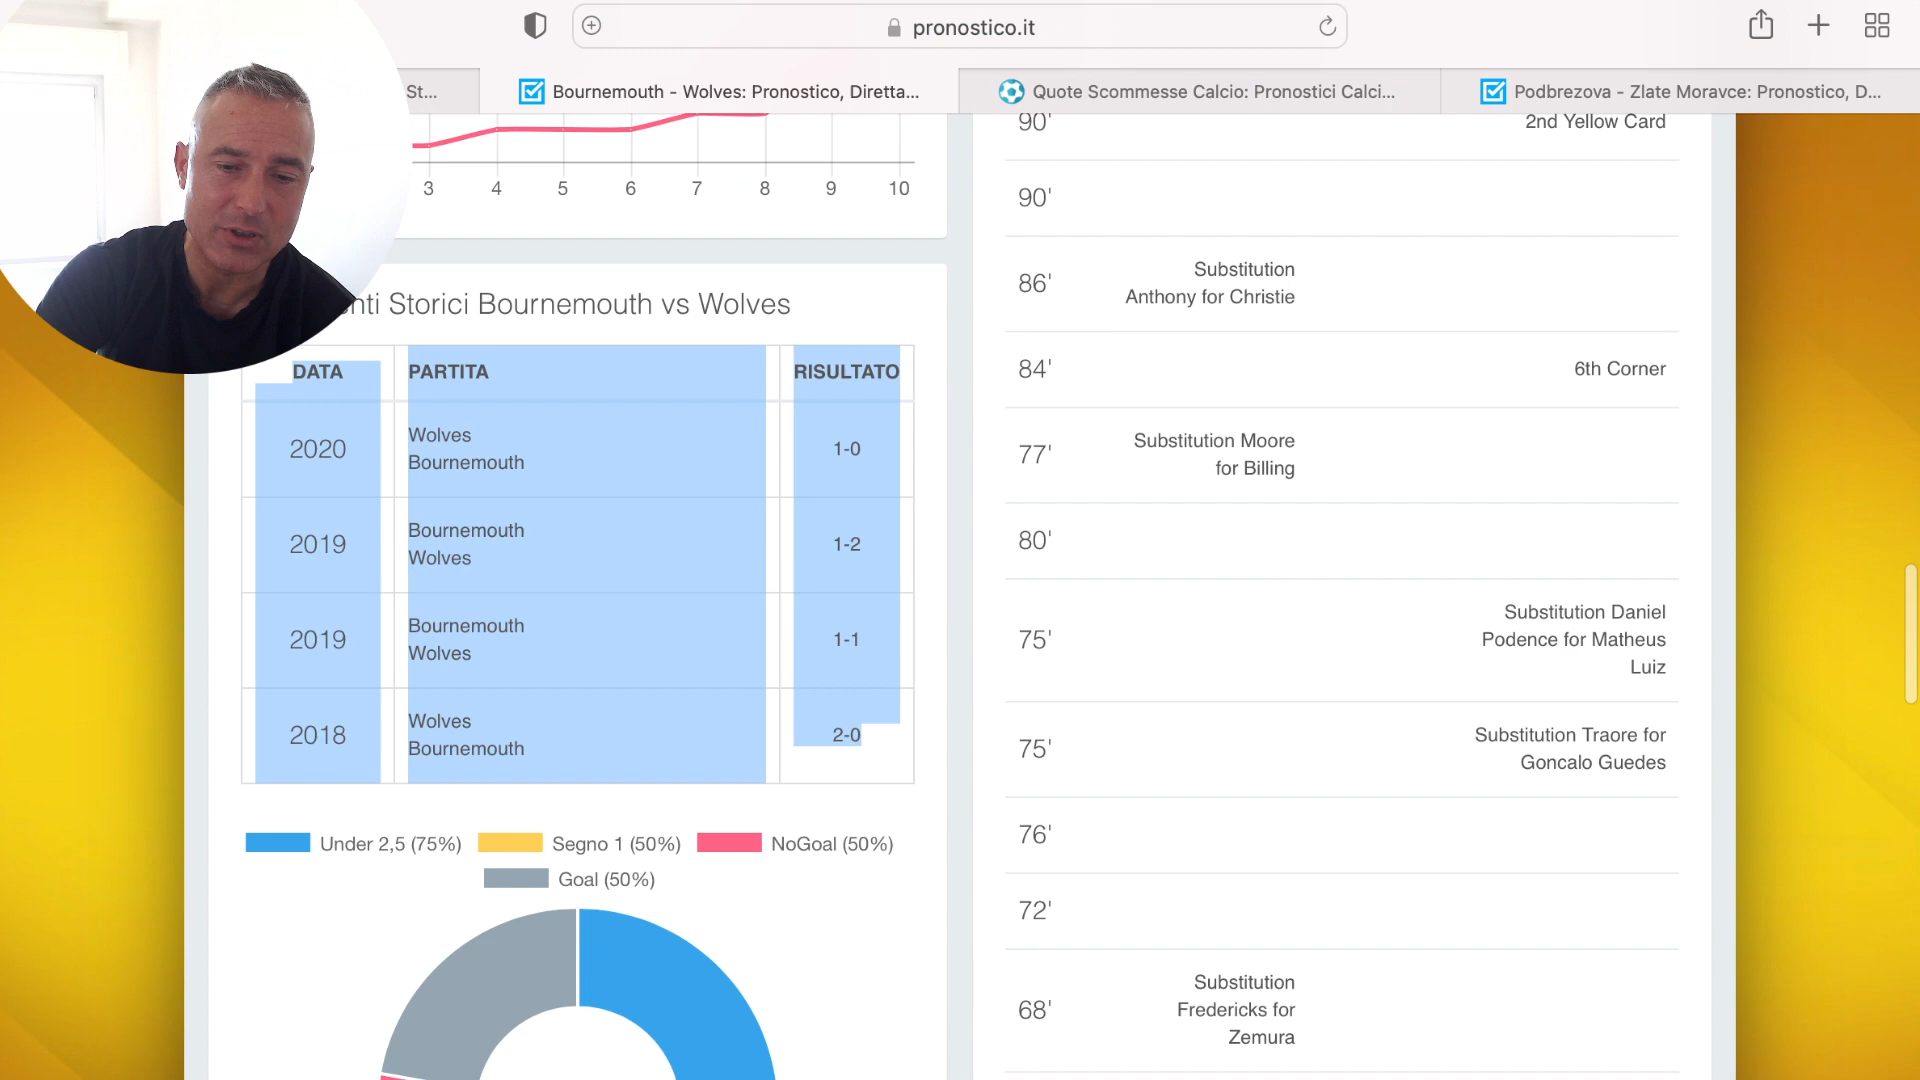 pronostico.it
St...
Bournemouth - Wolves: Pronostico, Diretta...
Quote Scommesse Calcio: Pronostici Calci...
Podbrezova - Zlate Moravce: Pronostico, D...
3 4 5 6 7 8 9 10
nti Storici Bournemouth vs Wolves
DATA PARTITA RISULTATO
2020
Wolves
Bournemouth
1-0
2019
Bournemouth
Wolves
1-2
2019
Bournemouth
Wolves
1-1
2018
Wolves
Bournemouth
2-0
Under 2,5 (75%) Segno 1 (50%) NoGoal (50%)
Goal (50%)
90' 2nd Yellow Card
90'
86'
Substitution
Anthony for Christie
84' 6th Corner
77'
Substitution Moore
for Billing
80'
75'
Substitution Daniel
Podence for Matheus
Luiz
75'
Substitution Traore for
Goncalo Guedes
76'
72'
68'
Substitution
Fredericks for
Zemura